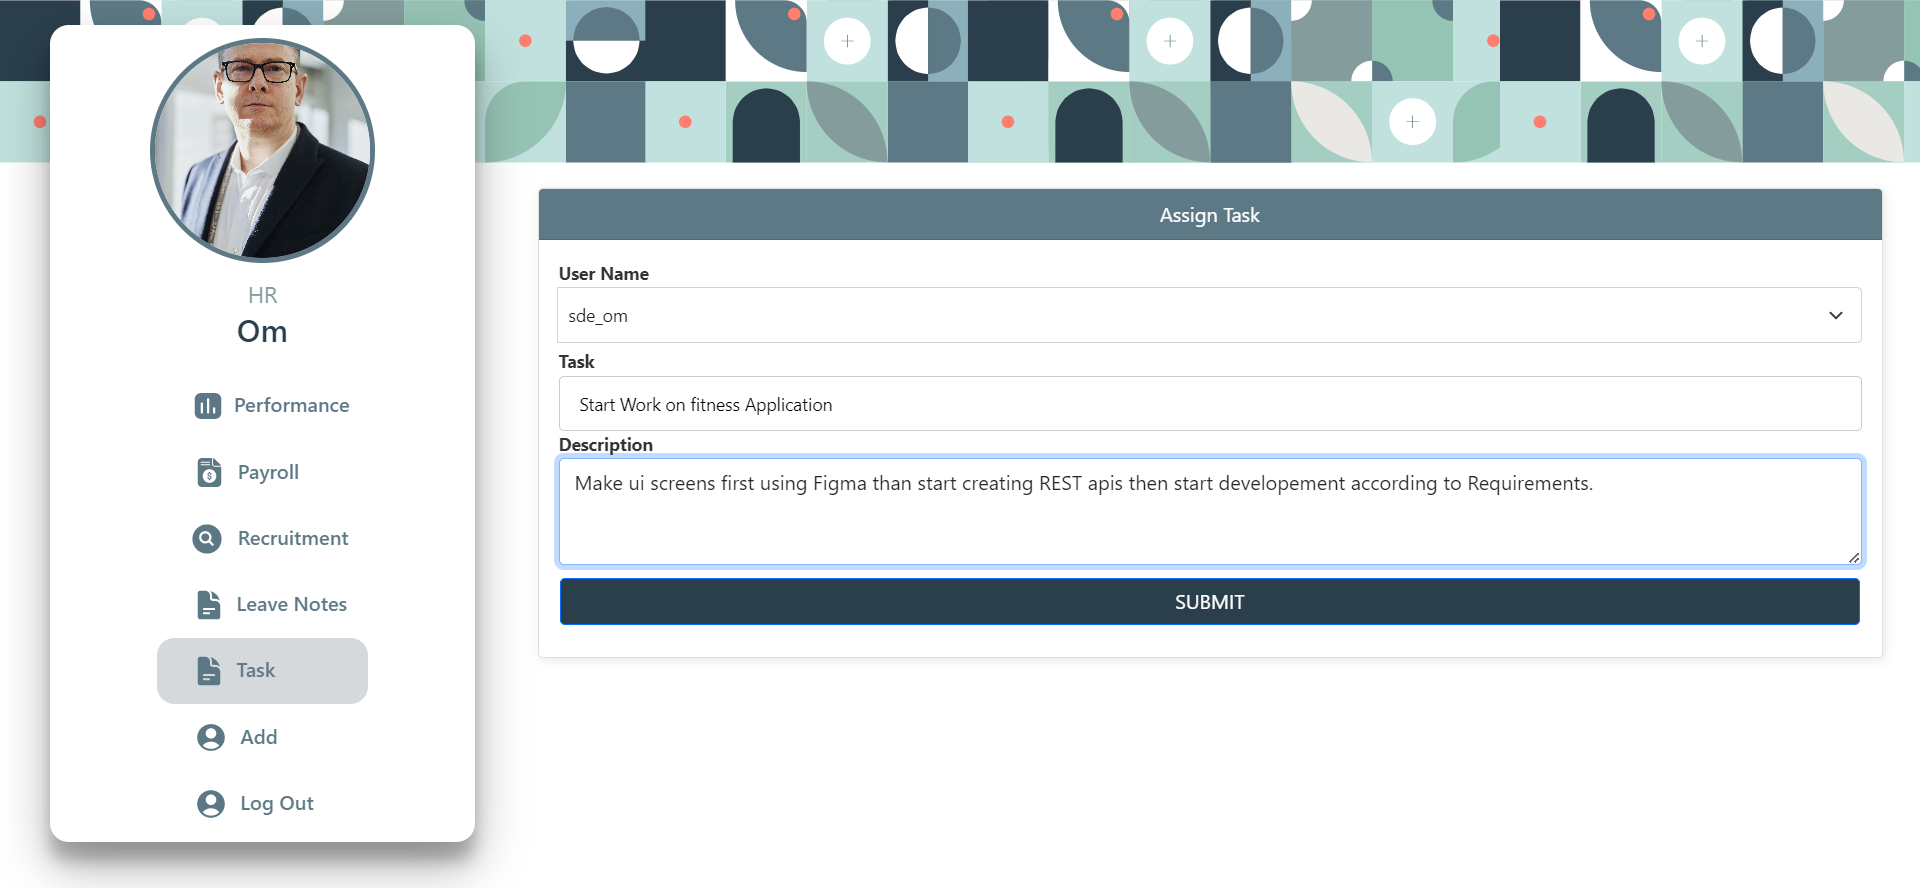 HR
Om
Performance
Payroll
Recruitment
Leave Notes
Task
Add
Log Out
Assign Task
User Name
sde_om
Task
Start Work on fitness Application
Description
Make ui screens first using Figma than start creating REST apis then start developement according to Requirements.
SUBMIT